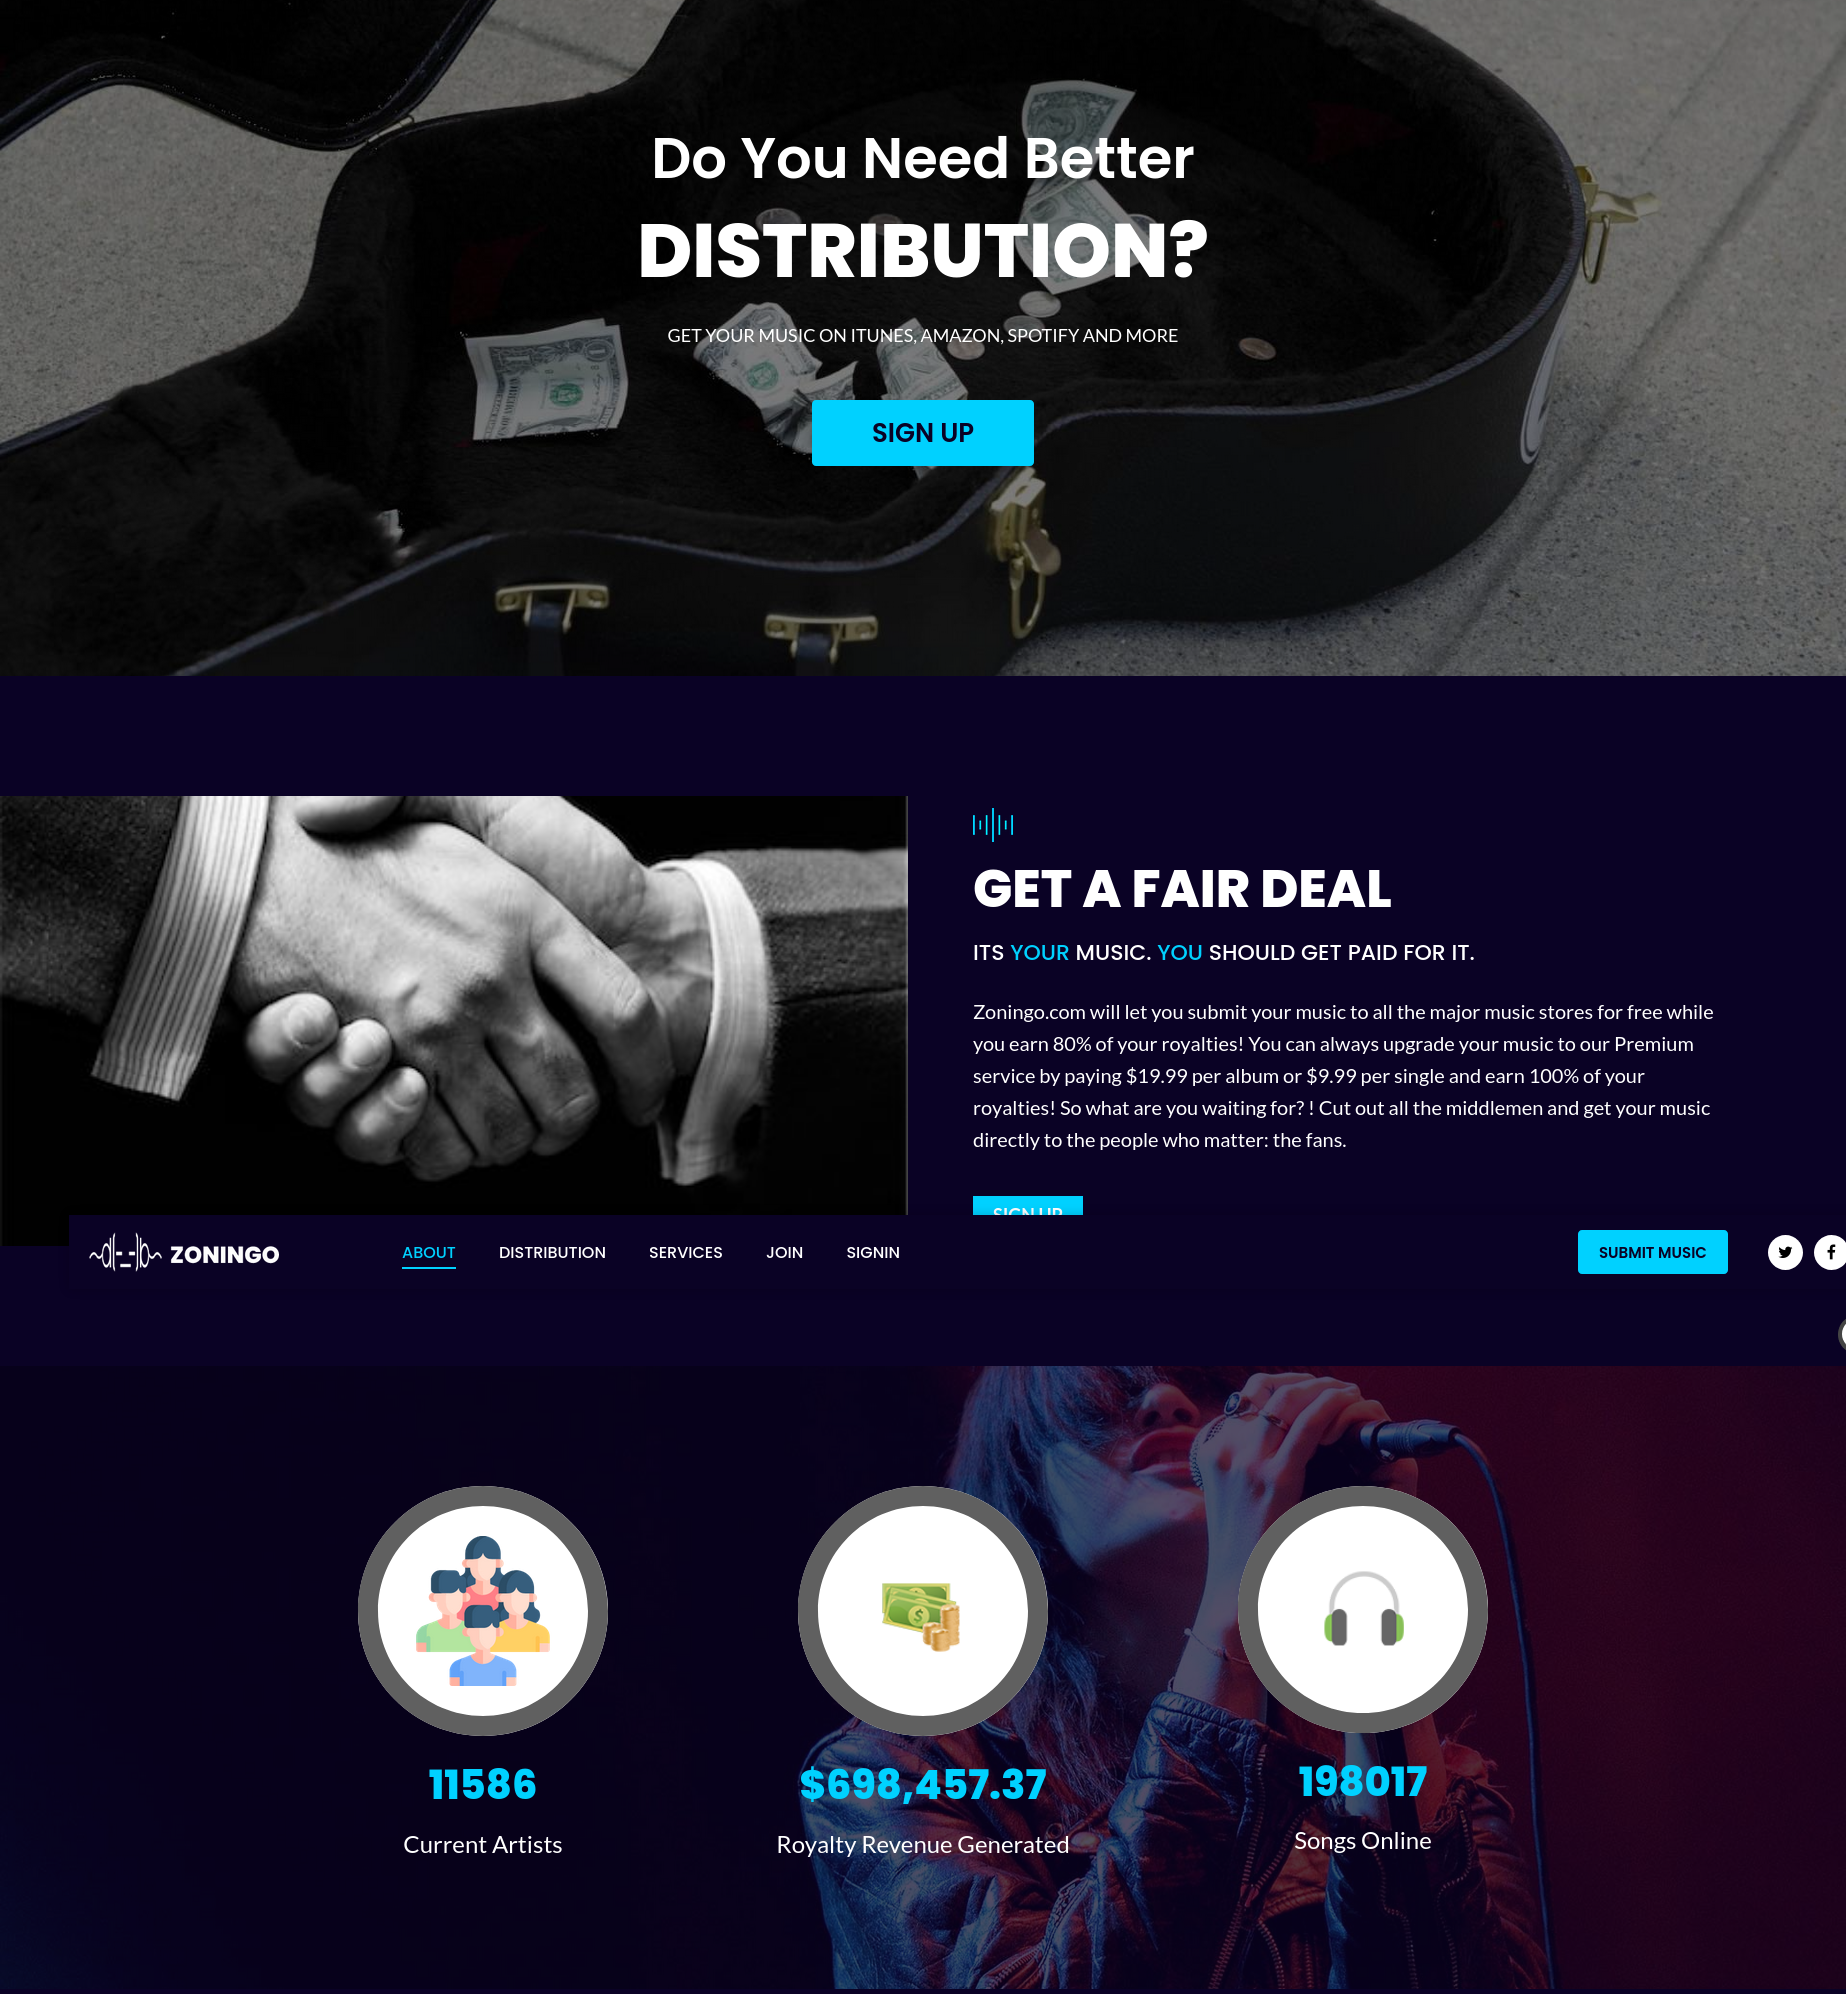 Do You Need Better
DISTRIBUTION?
GET YOUR MUSIC ON ITUNES, AMAZON, SPOTIFY AND MORE
SIGN UP
GET A FAIR DEAL
ITS YOUR MUSIC. YOU SHOULD GET PAID FOR IT.
Zoningo.com will let you submit your music to all the major music stores for free while
you earn 80% of your royalties! You can always upgrade your music to our Premium
service by paying $19.99 per album or $9.99 per single and earn 100% of your
royalties! So what are you waiting for? ! Cut out all the middlemen and get your music
directly to the people who matter: the fans.
SIGN UP
ZONINGO
ABOUT DISTRIBUTION SERVICES JOIN SIGNIN
SUBMIT MUSIC
11586
Current Artists
$698,457.37
Royalty Revenue Generated
198017
Songs Online